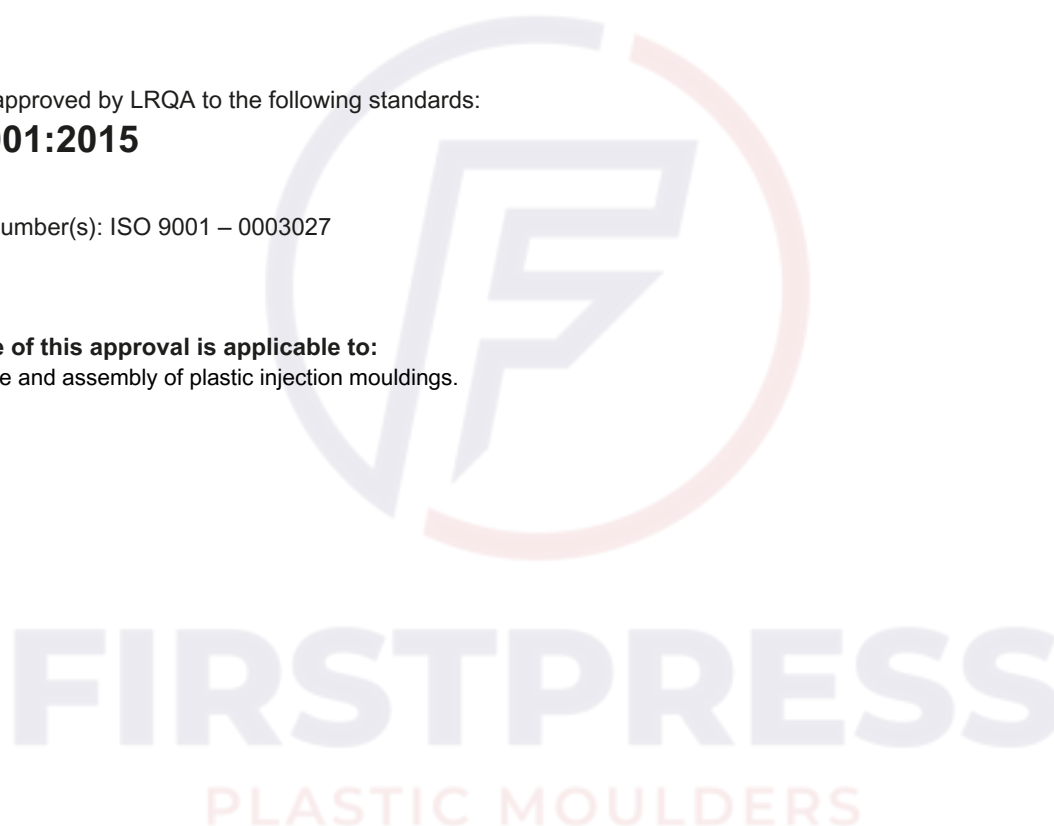 approved by LRQA to the following standards:
001:2015
umber(s): ISO 9001 – 0003027
e of this approval is applicable to:
e and assembly of plastic injection mouldings.
FIRSTPRESS
PLASTIC MOULDERS